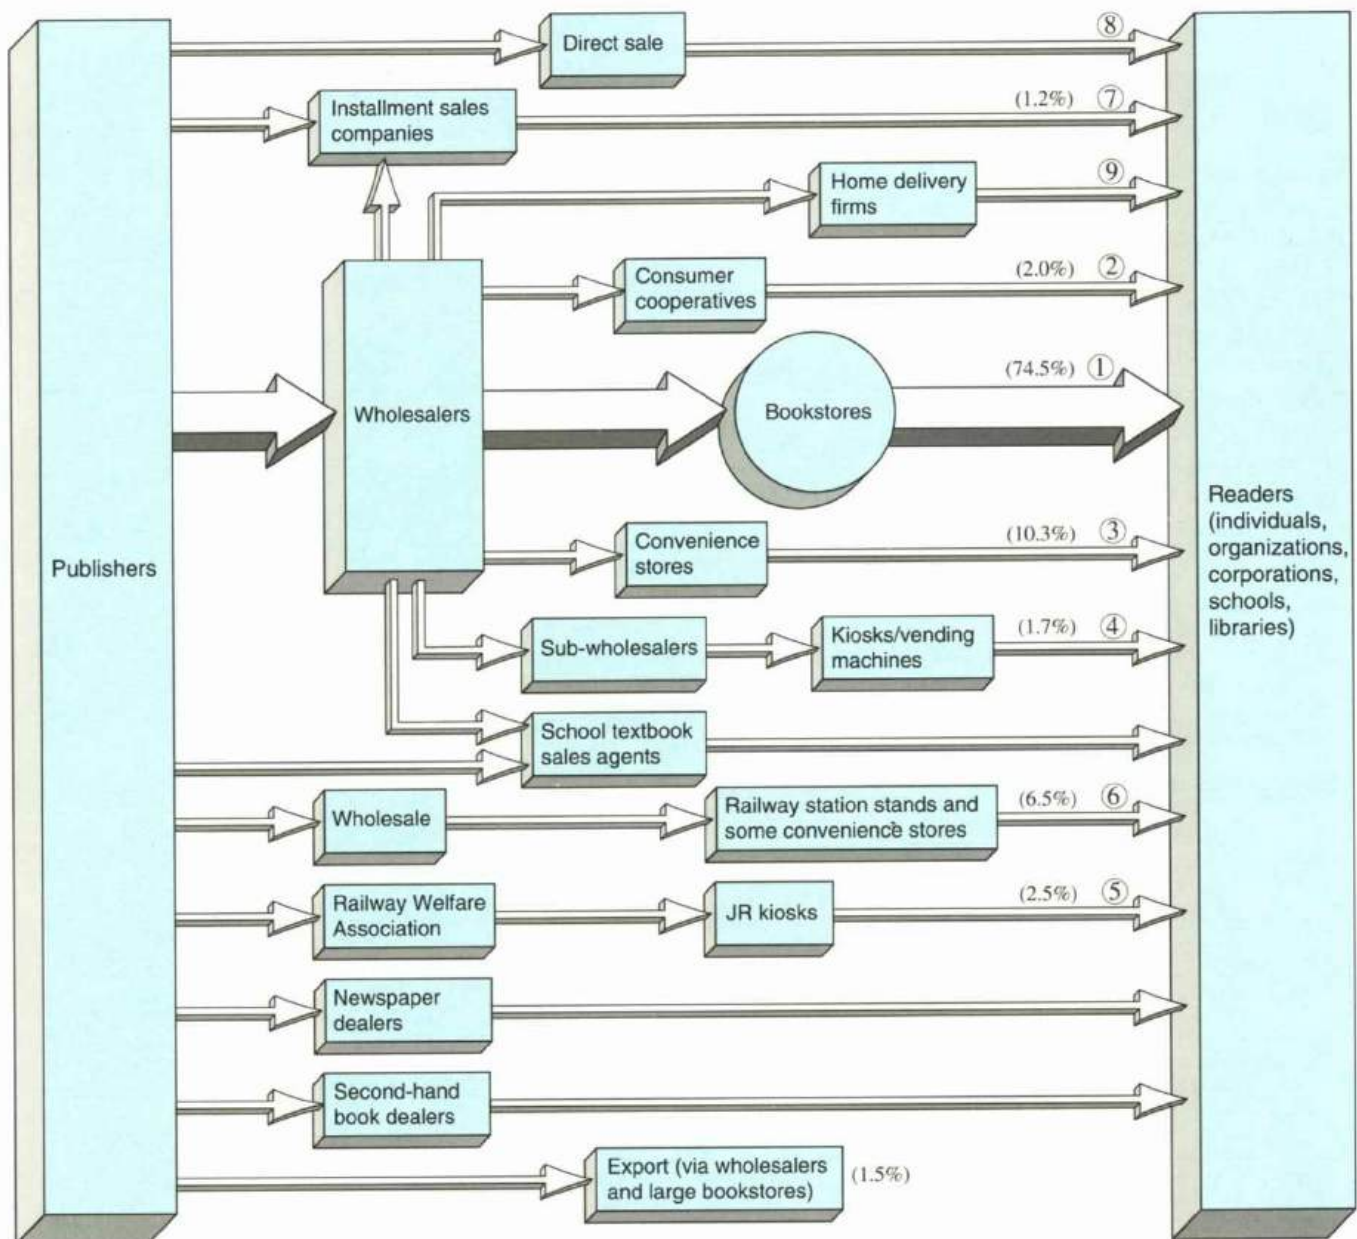 ⑧
Direct sale
Installment sales
companies
(1.2%) ⑦
Home delivery
firms
⑨
Consumer
cooperatives
(2.0%) ②
Wholesalers
Bookstores
(74.5%) ①
Publishers
Convenience
stores
(10.3%) ③
Readers
(individuals,
organizations,
corporations,
schools,
libraries)
Sub-wholesalers
Kiosks/vending
machines
(1.7%) ④
School textbook
sales agents
Wholesale
Railway station stands and
some convenience stores
(6.5%) ⑥
Railway Welfare
Association
JR kiosks
(2.5%) ⑤
Newspaper
dealers
Second-hand
book dealers
Export (via wholesalers
and large bookstores)
(1.5%)